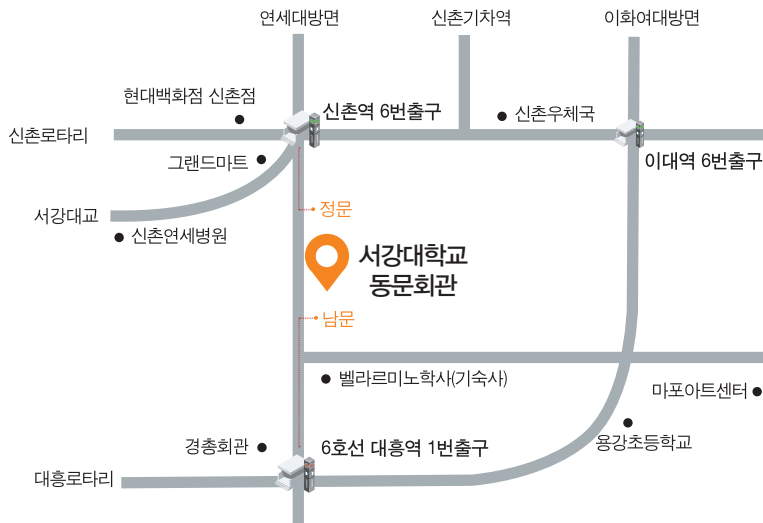 연세대방면
신촌기차역
이화여대방면
현대백화점 신촌점
신촌역 6번출구
신촌우체국
신촌로타리
그랜드마트
이대역 6번출구
서강대교
정문
신촌연세병원
서강대학교
동문회관
남문
벨라르미노학사(기숙사)
마포아트센터
경총회관
6호선 대흥역 1번출구
용강초등학교
대흥로타리